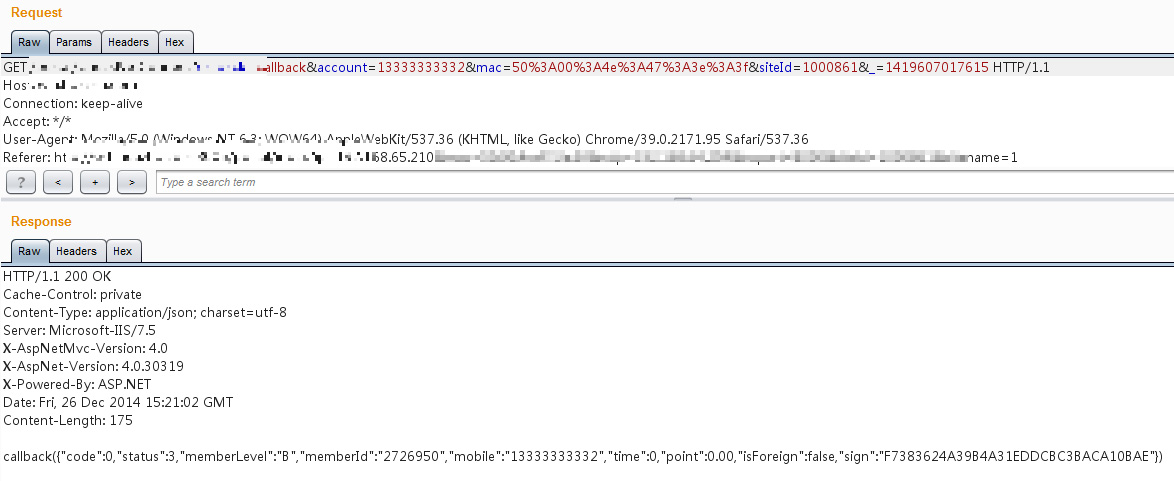 Request
Raw Params Headers Hex
GET allback&account=13333333332&mac=50%3A00%3A4e%3A47%3A3e%3A3f&siteId=1000861&_=1419607017615 HTTP/1.1
Host
Connection: keep-alive
Accept: */*
User-Agent: Mozilla/5.0 (Windows NT 6.3; WOW64) AppleWebKit/537.36 (KHTML, like Gecko) Chrome/39.0.2171.95 Safari/537.36
Referer: ht 68.65.210 name=1
? < + > Type a search term
Response
Raw Headers Hex
HTTP/1.1 200 OK
Cache-Control: private
Content-Type: application/json; charset=utf-8
Server: Microsoft-IIS/7.5
X-AspNetMvc-Version: 4.0
X-AspNet-Version: 4.0.30319
X-Powered-By: ASP.NET
Date: Fri, 26 Dec 2014 15:21:02 GMT
Content-Length: 175
callback({"code":0,"status":3,"memberLevel":"B","memberId":"2726950","mobile":"13333333332","time":0,"point":0.00,"isForeign":false,"sign":"F7383624A39B4A31EDDCBC3BACA10BAE"})